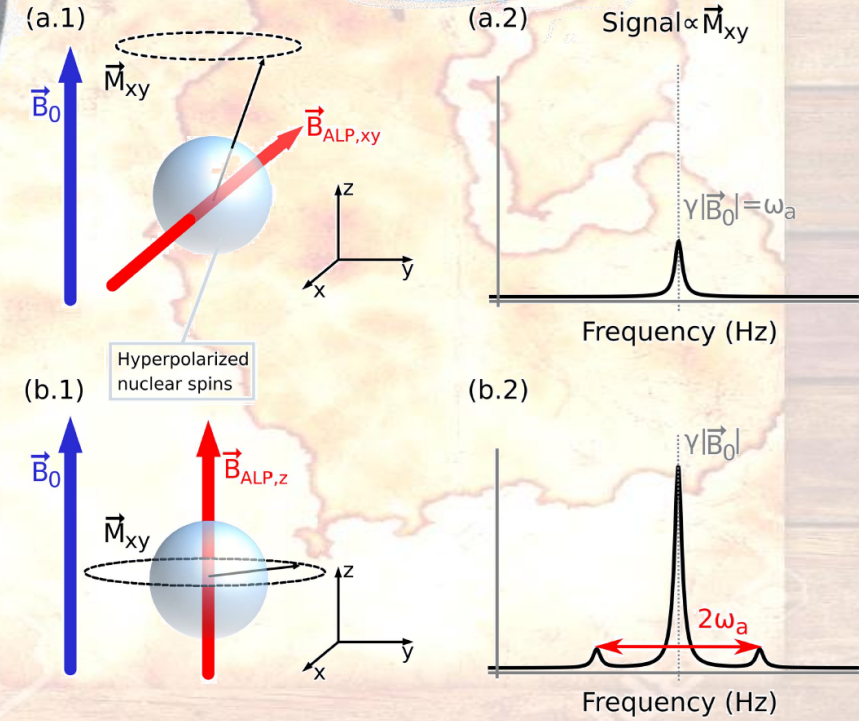 (a.1)
B⃗₀
M⃗xy
B⃗ALP,xy
z
y
x
Hyperpolarized
nuclear spins
(a.2)
Signal∝M⃗xy
γ|B⃗₀|=ωa
Frequency (Hz)
(b.1)
B⃗₀
B⃗ALP,z
M⃗xy
z
y
x
(b.2)
γ|B⃗₀|
2ωa
Frequency (Hz)